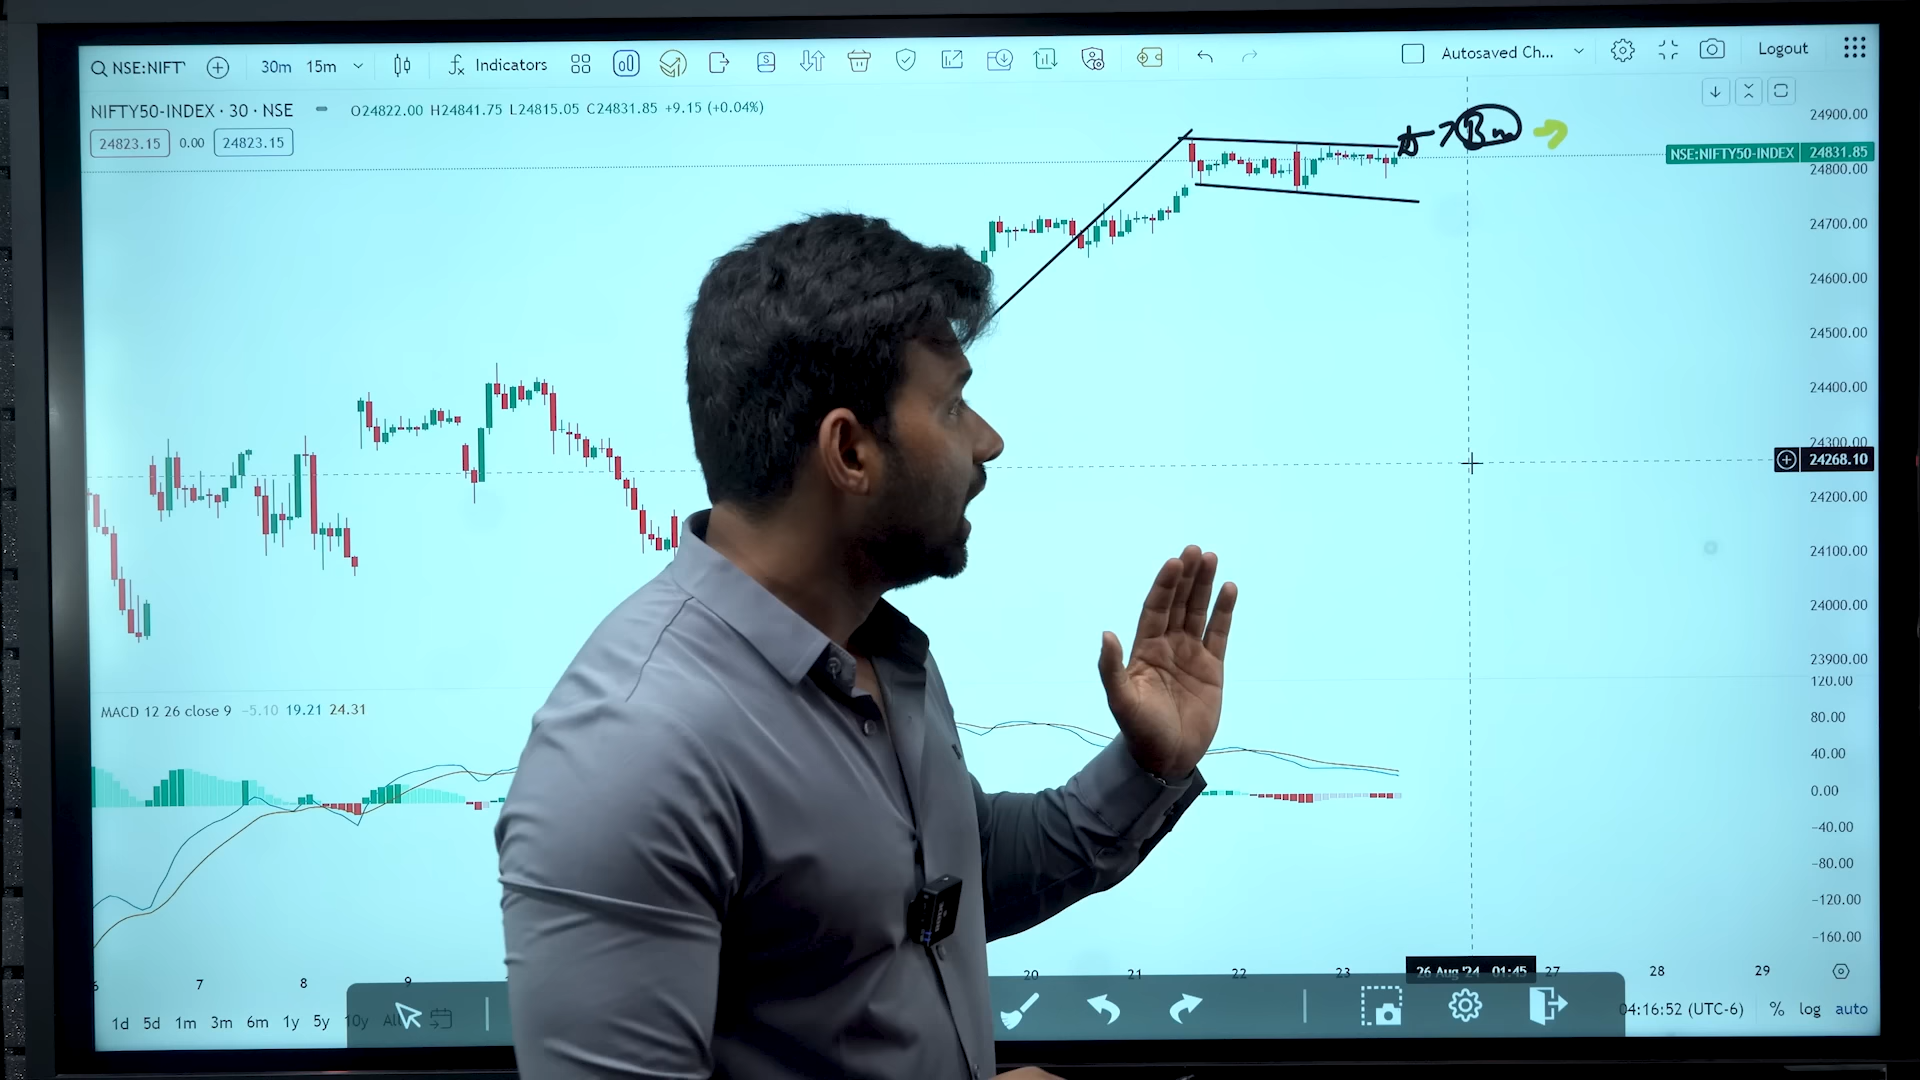 NSE:NIFT
30m 15m
Indicators
Autosaved Ch...
Logout
NIFTY50-INDEX · 30 · NSE
O24822.00 H24841.75 L24815.05 C24831.85 +9.15 (+0.04%)
24823.15 0.00 24823.15
24900.00
NSE:NIFTY50-INDEX 24831.85
24800.00
24700.00
24600.00
24500.00
24400.00
24300.00
24268.10
24200.00
24100.00
24000.00
23900.00
120.00
MACD 12 26 close 9 −5.10 19.21 24.31
80.00
40.00
0.00
−40.00
−80.00
−120.00
−160.00
6 7 8 9 20 21 22 23 26 Aug '24 01:45 27 28 29
1d 5d 1m 3m 6m 1y 5y 10y All
04:16:52 (UTC-6) % log auto